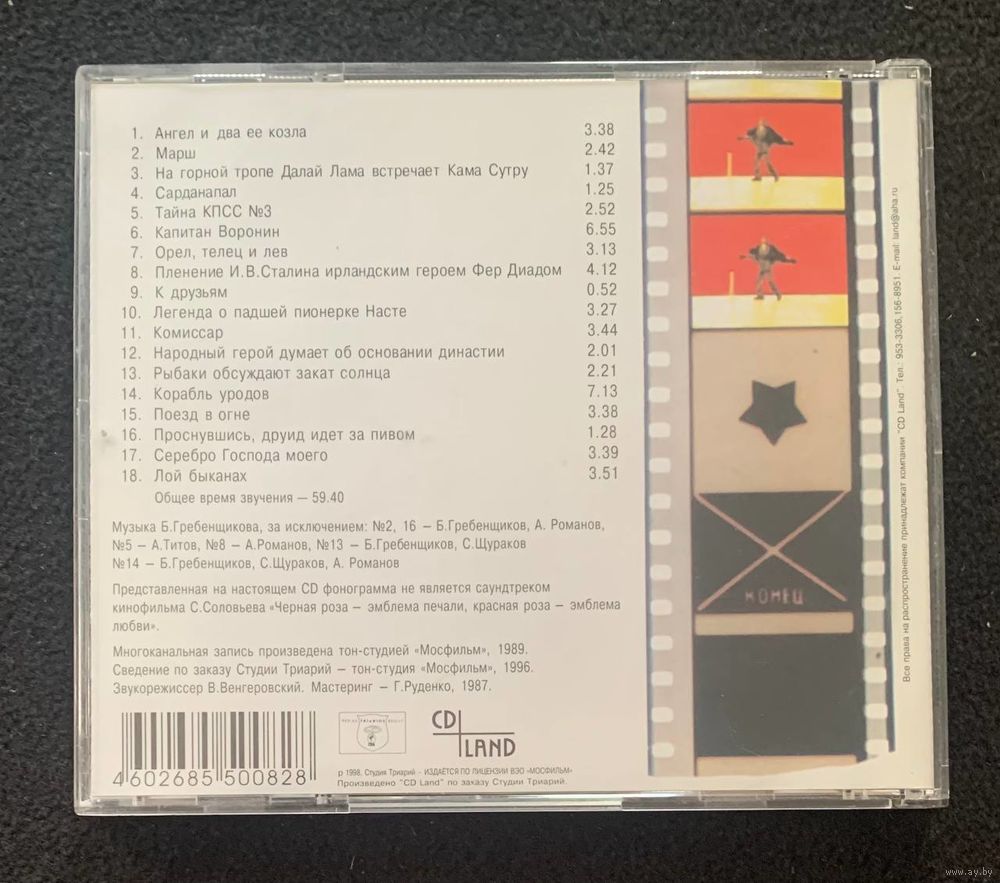 1. Ангел и два ее козла 3.38
2. Марш 2.42
3. На горной тропе Далай Лама встречает Кама Сутру 1.37
4. Сарданапал 1.25
5. Тайна КПСС №3 2.52
6. Капитан Воронин 6.55
7. Орел, телец и лев 3.13
8. Пленение И.В.Сталина ирландским героем Фер Диадом 4.12
9. К друзьям 0.52
10. Легенда о падшей пионерке Насте 3.27
11. Комиссар 3.44
12. Народный герой думает об основании династии 2.01
13. Рыбаки обсуждают закат солнца 2.21
14. Корабль уродов 7.13
15. Поезд в огне 3.38
16. Проснувшись, друид идет за пивом 1.28
17. Серебро Господа моего 3.39
18. Лой быканах 3.51
Общее время звучения – 59.40
Музыка Б.Гребенщикова, за исключением: №2, 16 – Б.Гребенщиков, А. Романов,
№5 – А.Титов, №8 – А.Романов, №13 – Б.Гребенщиков, С.Щураков
№14 – Б.Гребенщиков, С.Щураков, А. Романов
Представленная на настоящем CD фонограмма не является саундтреком
кинофильма С.Соловьева «Черная роза – эмблема печали, красная роза – эмблема
любви».
Многоканальная запись произведена тон-студией «Мосфильм», 1989.
Сведение по заказу Студии Триарий – тон-студия «Мосфильм», 1996.
Звукорежиссер В.Венгеровский. Мастеринг – Г.Руденко, 1987.
4 602685 500828
CD LAND
р 1998. Студия Триарий - ИЗДАЁТСЯ ПО ЛИЦЕНЗИИ ВЭО «МОСФИЛЬМ»
Произведено "CD Land" по заказу Студии Триарий.
КОНЕЦ
Все права на распространение принадлежат компании "CD Land". Тел.: 953-3306,156-8951. E-mail: land@aha.ru
www.ay.by